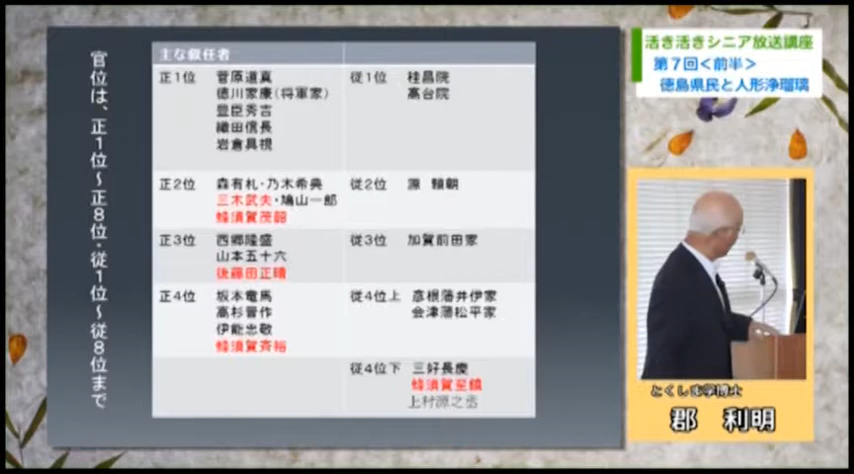 活き活きシニア放送講座
第7回<前半>
徳島県民と人形浄瑠璃
官位は、正1位～正8位・従1位～従8位まで
主な叙任者
正1位 菅原道真
徳川家康(将軍家)
豊臣秀吉
織田信長
岩倉具視
従1位 桂昌院
高台院
正2位 森有礼・乃木希典
三木武夫・鳩山一郎
蜂須賀茂韶
従2位 源 頼朝
正3位 西郷隆盛
山本五十六
後藤田正晴
従3位 加賀前田家
正4位 坂本竜馬
高杉晋作
伊能忠敬
蜂須賀斉裕
従4位上 彦根藩井伊家
会津藩松平家
従4位下 三好長慶
蜂須賀至鎮
上村源之丞
とくしま学博士
郡 利明